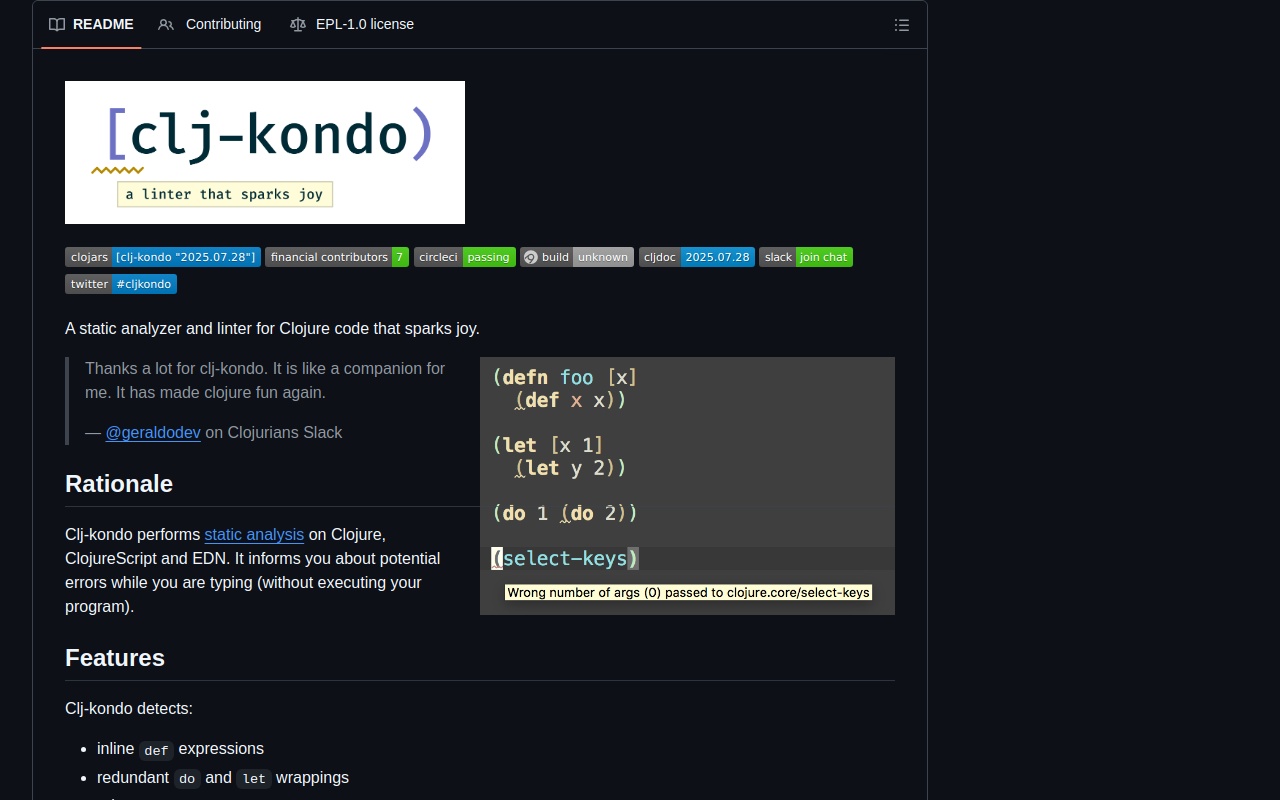 README
Contributing
EPL-1.0 license
[clj-kondo)
a linter that sparks joy
clojars [clj-kondo "2025.07.28"]
financial contributors 7
circleci passing
build unknown
cljdoc 2025.07.28
slack join chat
twitter #cljkondo
A static analyzer and linter for Clojure code that sparks joy.
Thanks a lot for clj-kondo. It is like a companion for
me. It has made clojure fun again.
— @geraldodev on Clojurians Slack
Rationale
Clj-kondo performs static analysis on Clojure,
ClojureScript and EDN. It informs you about potential
errors while you are typing (without executing your
program).
(defn foo [x]
(def x x))
(let [x 1]
(let y 2))
(do 1 (do 2))
(select-keys)
Wrong number of args (0) passed to clojure.core/select-keys
Features
Clj-kondo detects:
• inline def expressions
• redundant do and let wrappings